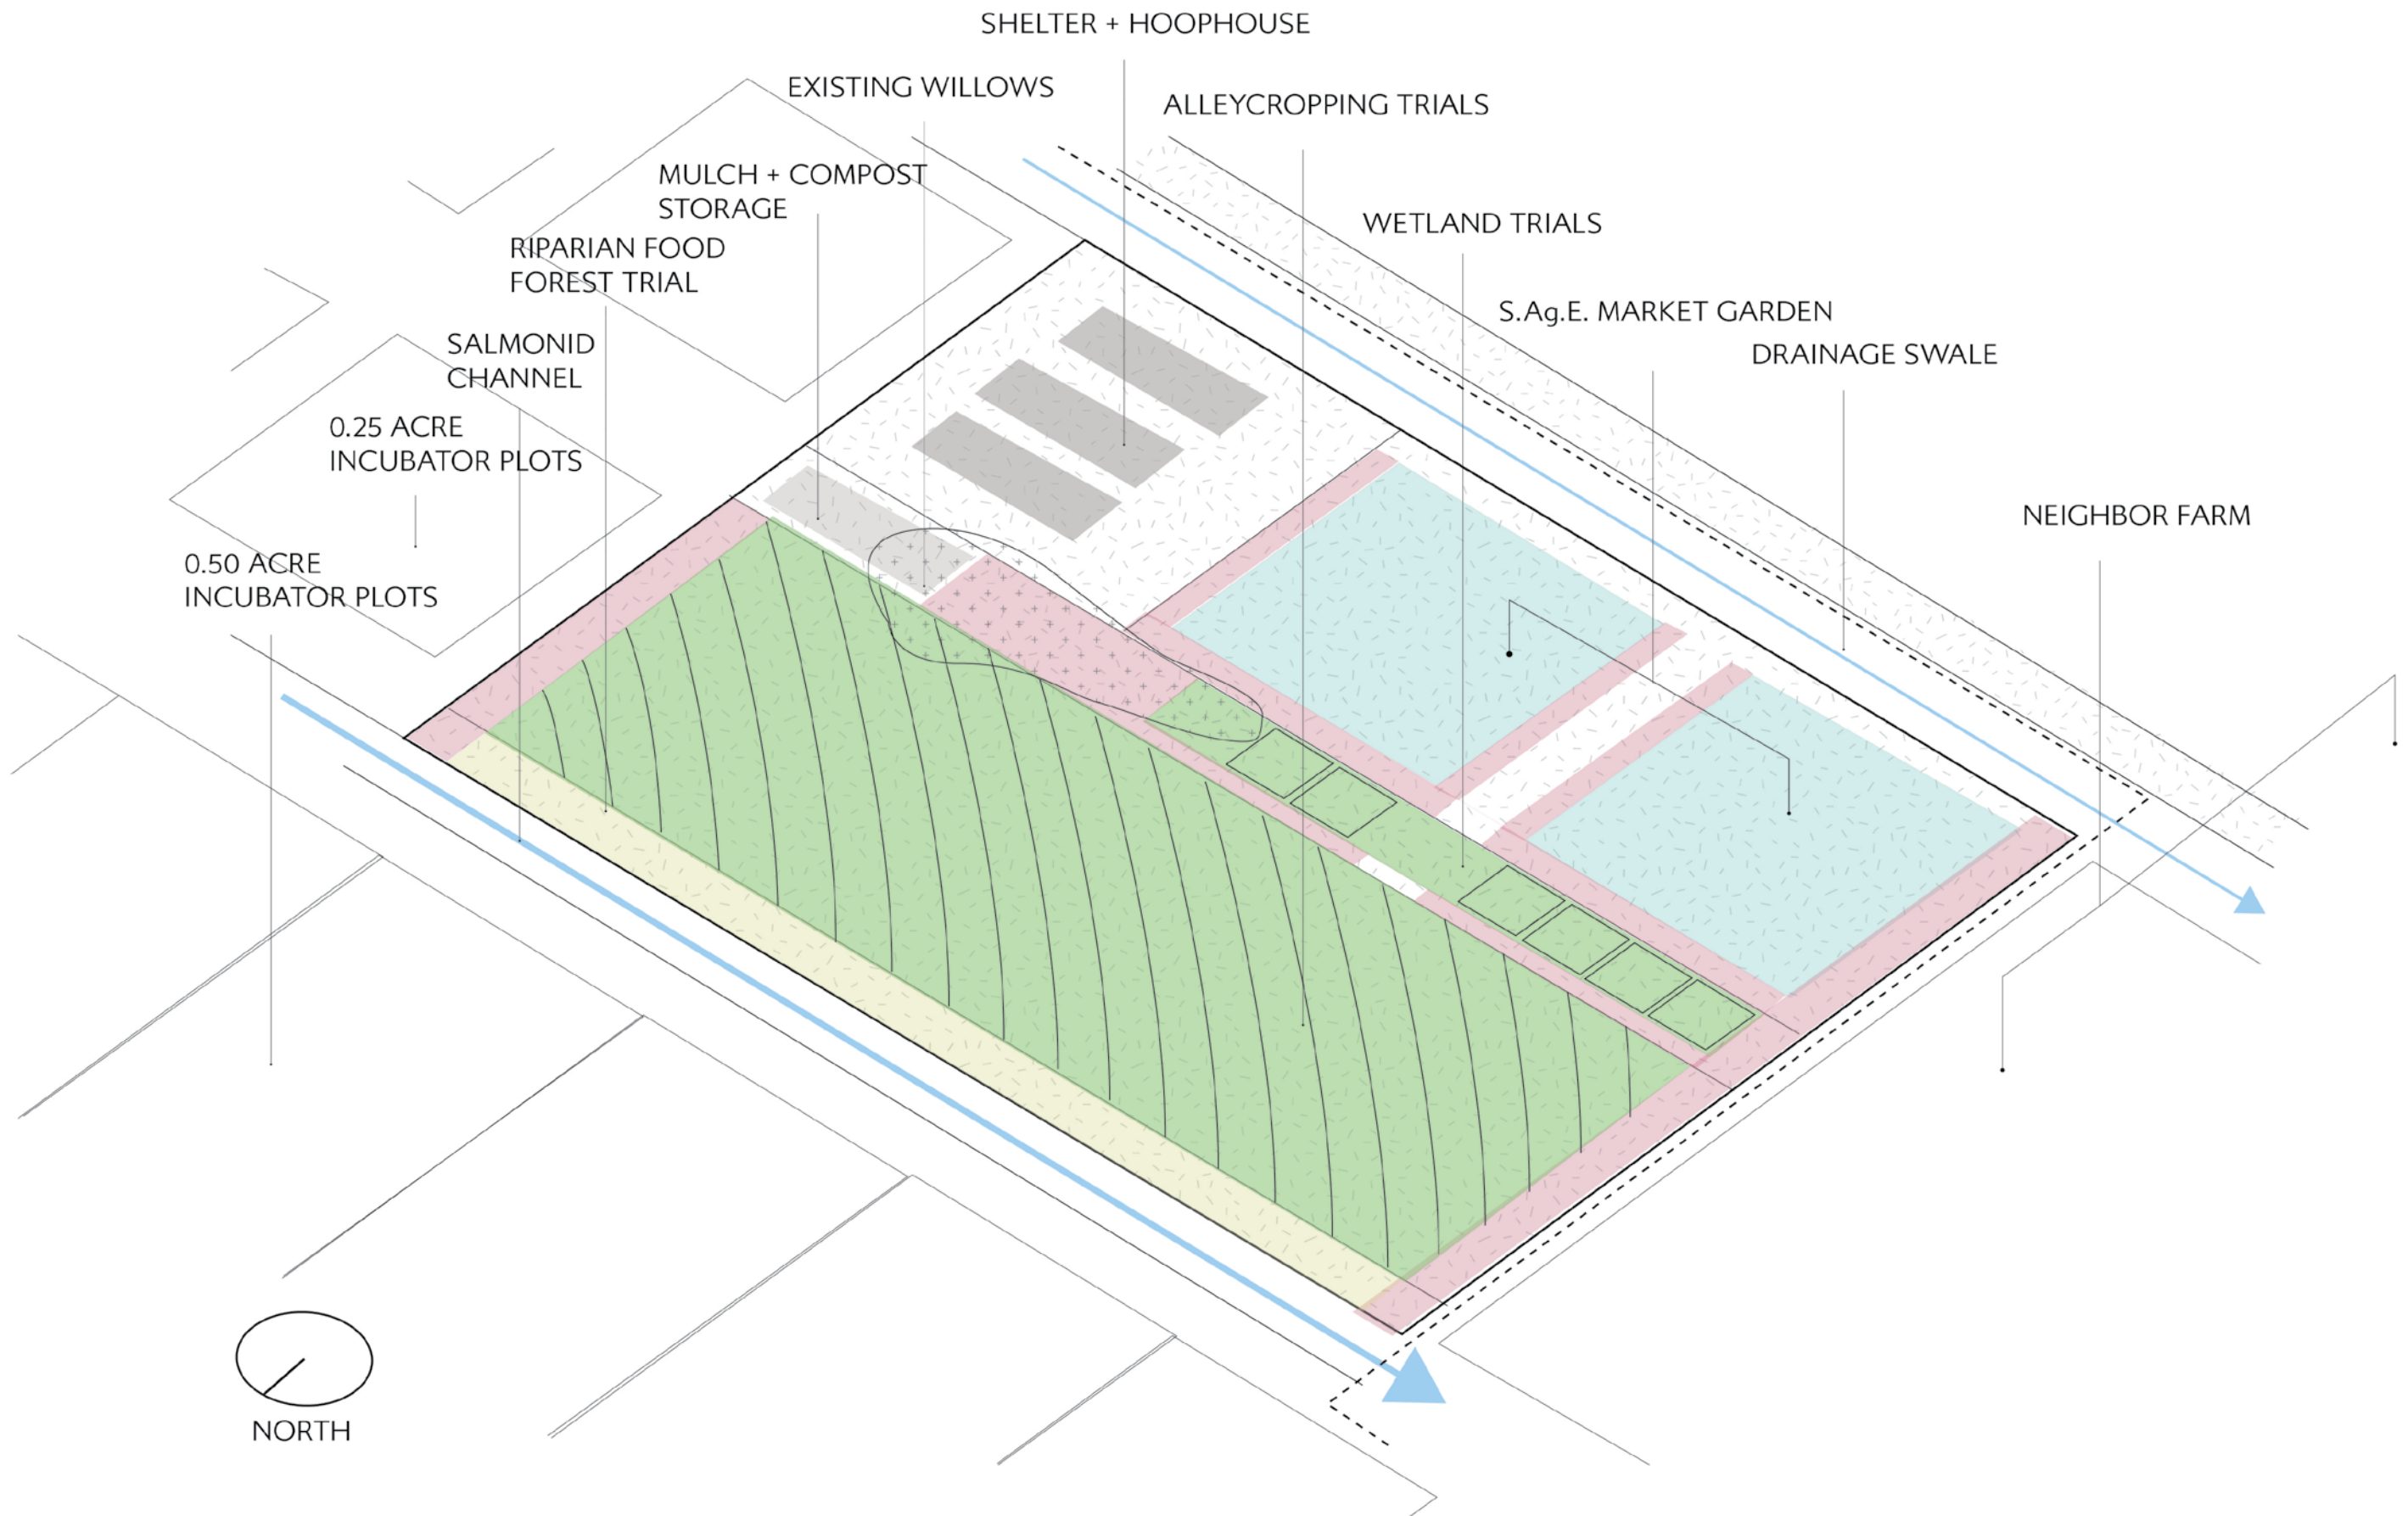 SHELTER + HOOPHOUSE
EXISTING WILLOWS
ALLEYCROPPING TRIALS
MULCH + COMPOST
STORAGE
WETLAND TRIALS
RIPARIAN FOOD
FOREST TRIAL
S.Ag.E. MARKET GARDEN
SALMONID
CHANNEL
DRAINAGE SWALE
0.25 ACRE
INCUBATOR PLOTS
NEIGHBOR FARM
0.50 ACRE
INCUBATOR PLOTS
NORTH